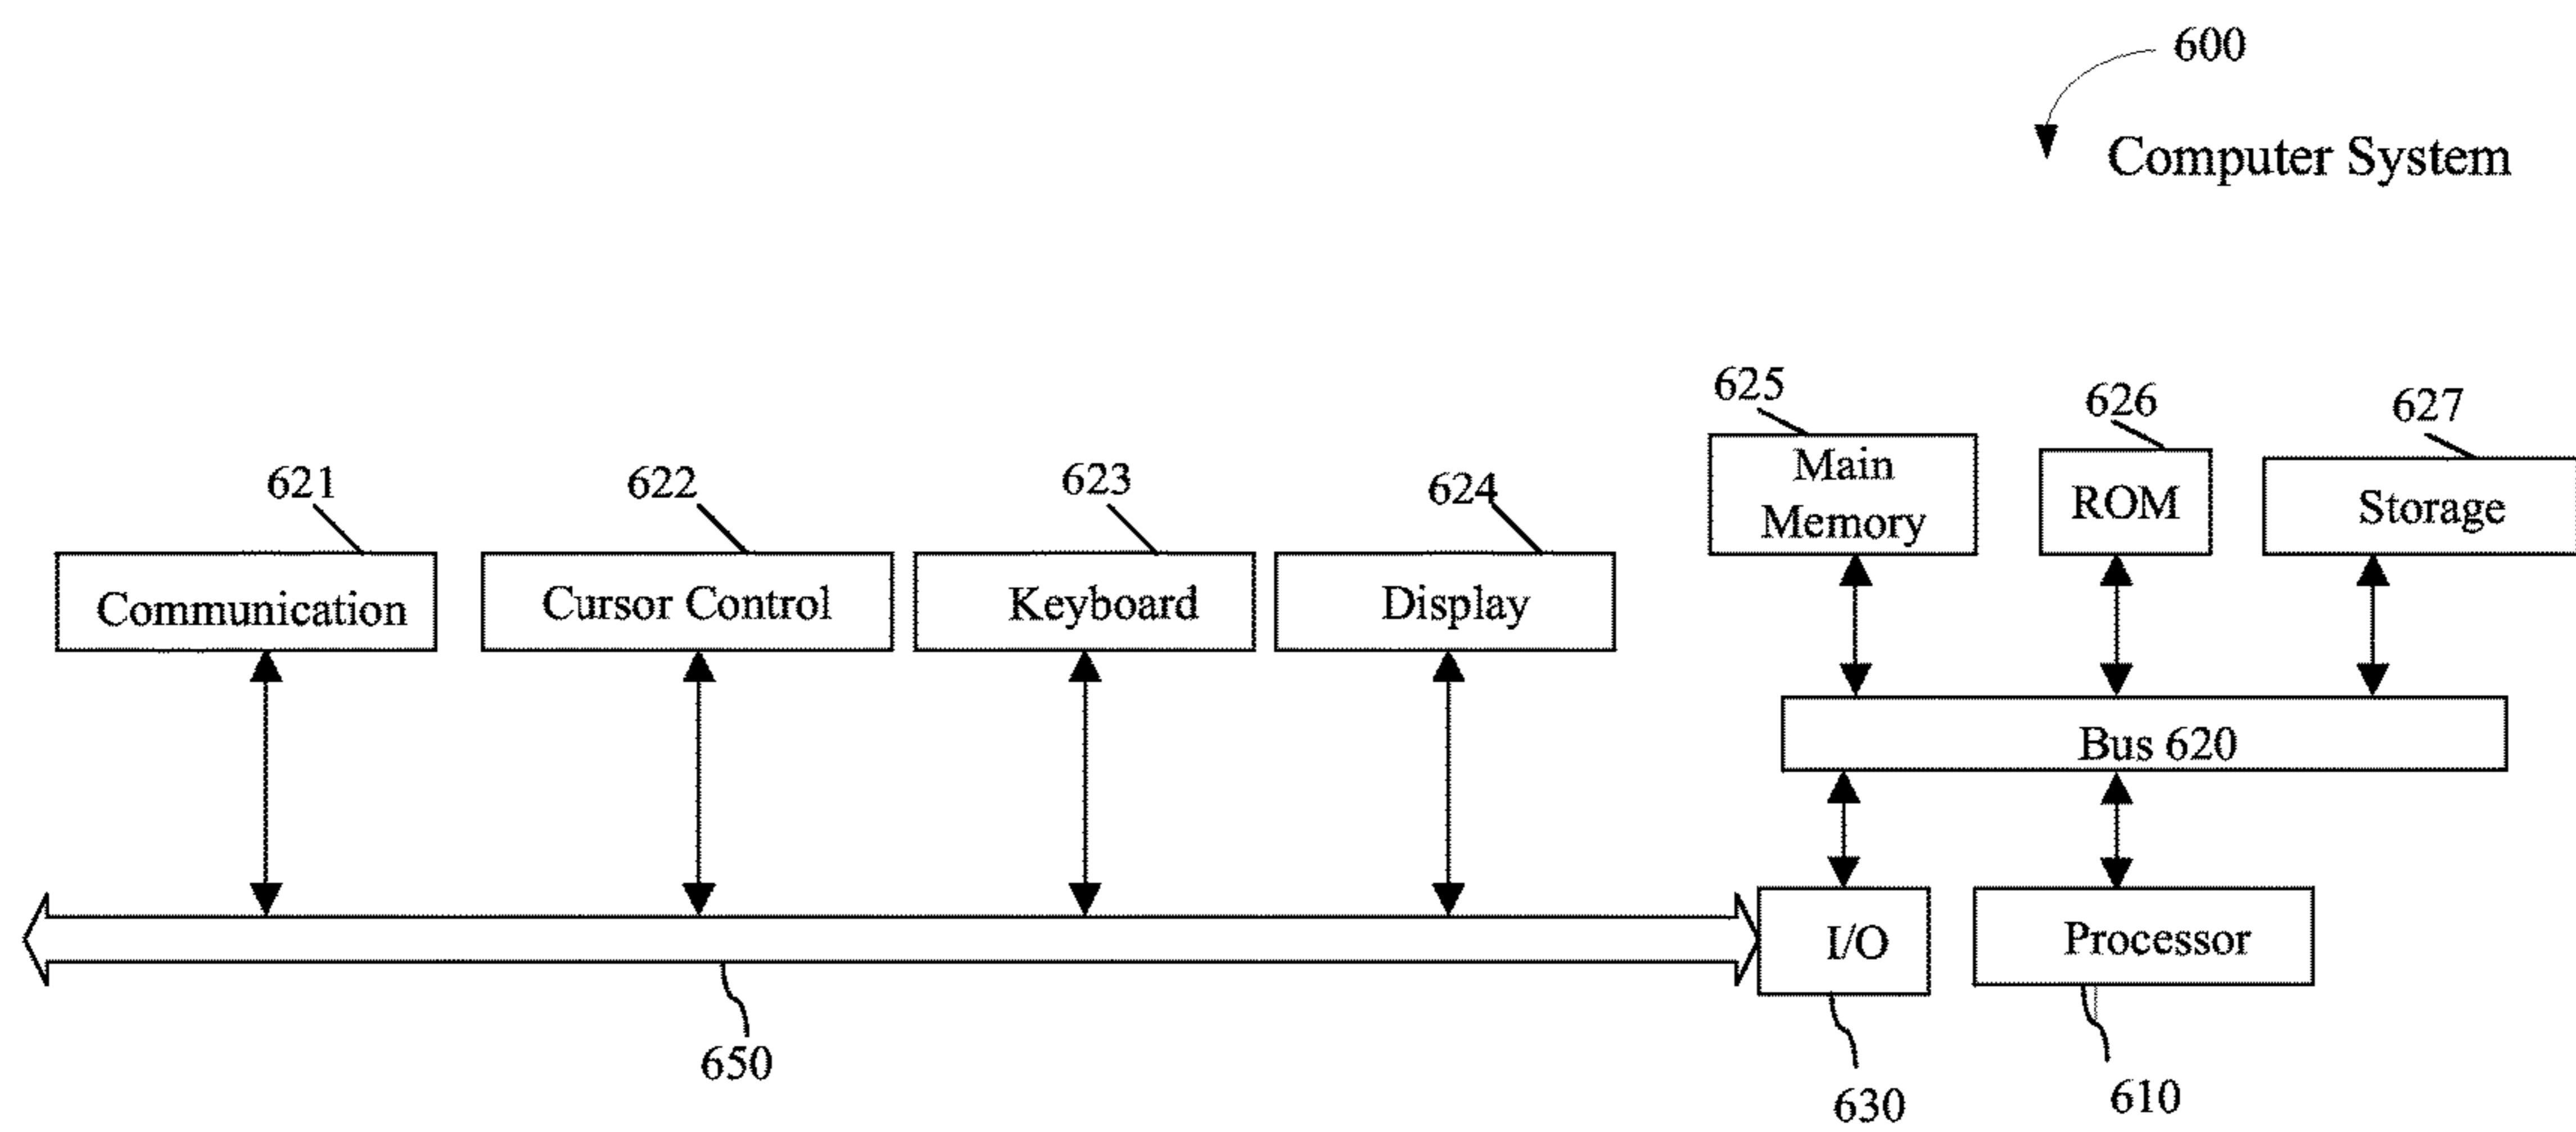 600
Computer System
625
626
627
Main
Memory
ROM
Storage
621
622
623
624
Communication
Cursor Control
Keyboard
Display
Bus 620
I/O
Processor
650
630
610